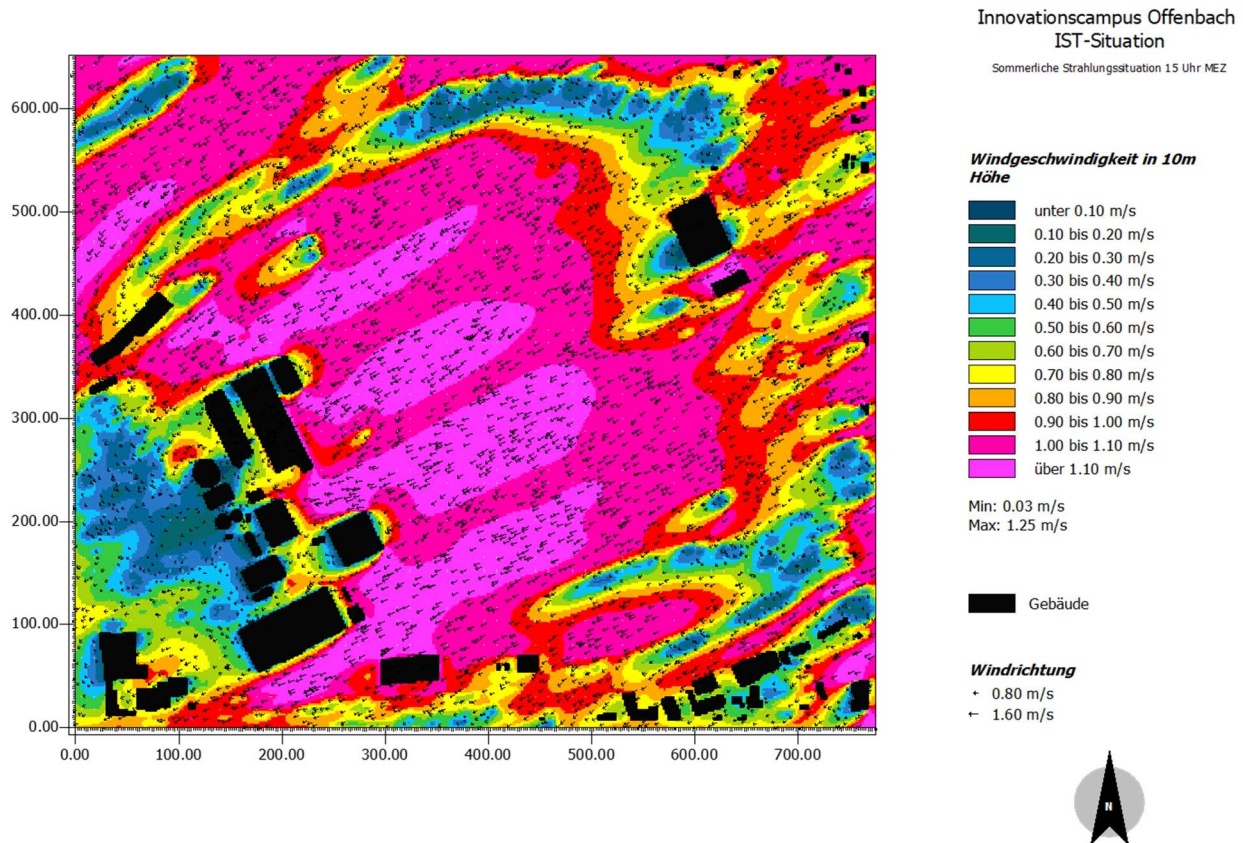 Innovationscampus Offenbach
IST-Situation
Sommerliche Strahlungssituation 15 Uhr MEZ
600.00
500.00
400.00
300.00
200.00
100.00
0.00
0.00 100.00 200.00 300.00 400.00 500.00 600.00 700.00
Windgeschwindigkeit in 10m
Höhe
unter 0.10 m/s
0.10 bis 0.20 m/s
0.20 bis 0.30 m/s
0.30 bis 0.40 m/s
0.40 bis 0.50 m/s
0.50 bis 0.60 m/s
0.60 bis 0.70 m/s
0.70 bis 0.80 m/s
0.80 bis 0.90 m/s
0.90 bis 1.00 m/s
1.00 bis 1.10 m/s
über 1.10 m/s
Min: 0.03 m/s
Max: 1.25 m/s
Gebäude
Windrichtung
0.80 m/s
1.60 m/s
N